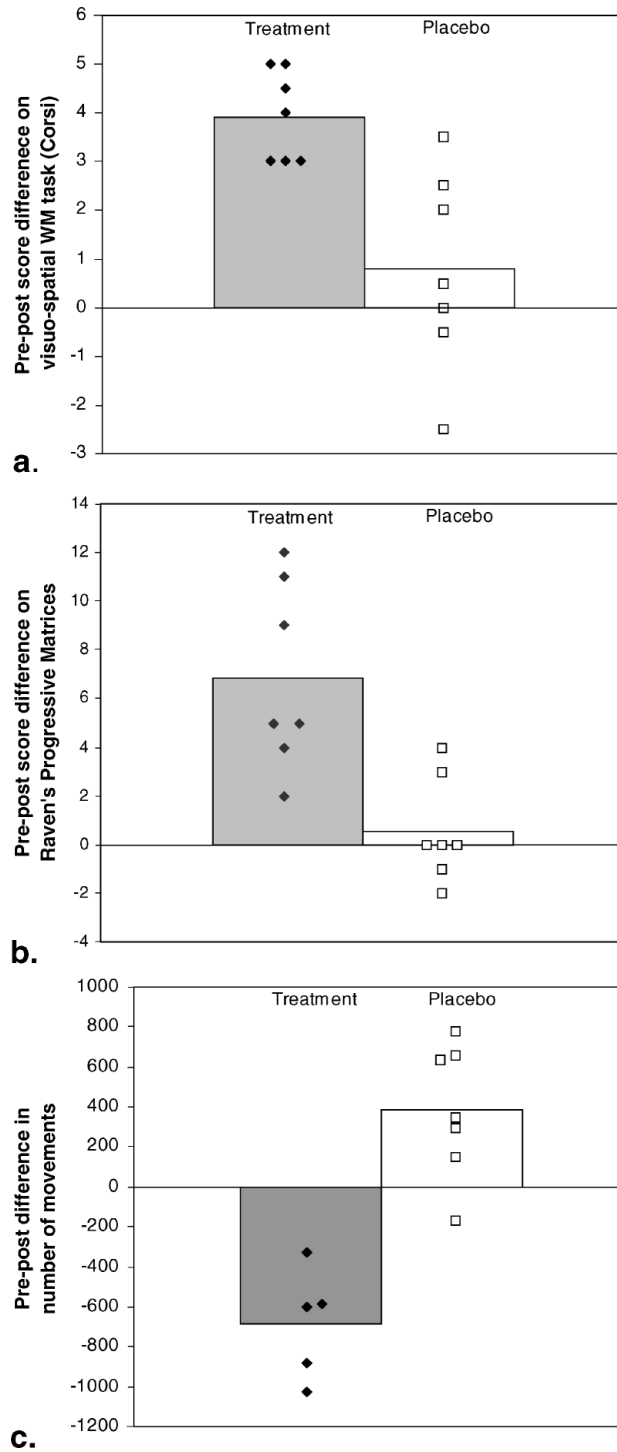 Treatment Placebo
6
5
4
3
2
1
0
-1
-2
-3
Pre-post score differenece on
visuo-spatial WM task (Corsi)
a.
Treatment Placebo
14
12
10
8
6
4
2
0
-2
-4
Pre-post score difference on
Raven's Progressive Matrices
b.
Treatment Placebo
1000
800
600
400
200
0
-200
-400
-600
-800
-1000
-1200
Pre-post difference in
number of movements
c.